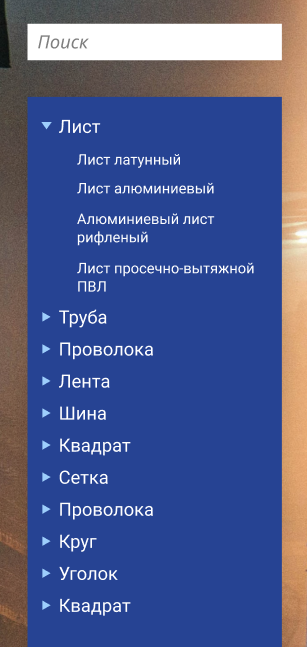 Поиск
Лист
Лист латунный
Лист алюминиевый
Алюминиевый лист
рифленый
Лист просечно-вытяжной
ПВЛ
Труба
Проволока
Лента
Шина
Квадрат
Сетка
Проволока
Круг
Уголок
Квадрат